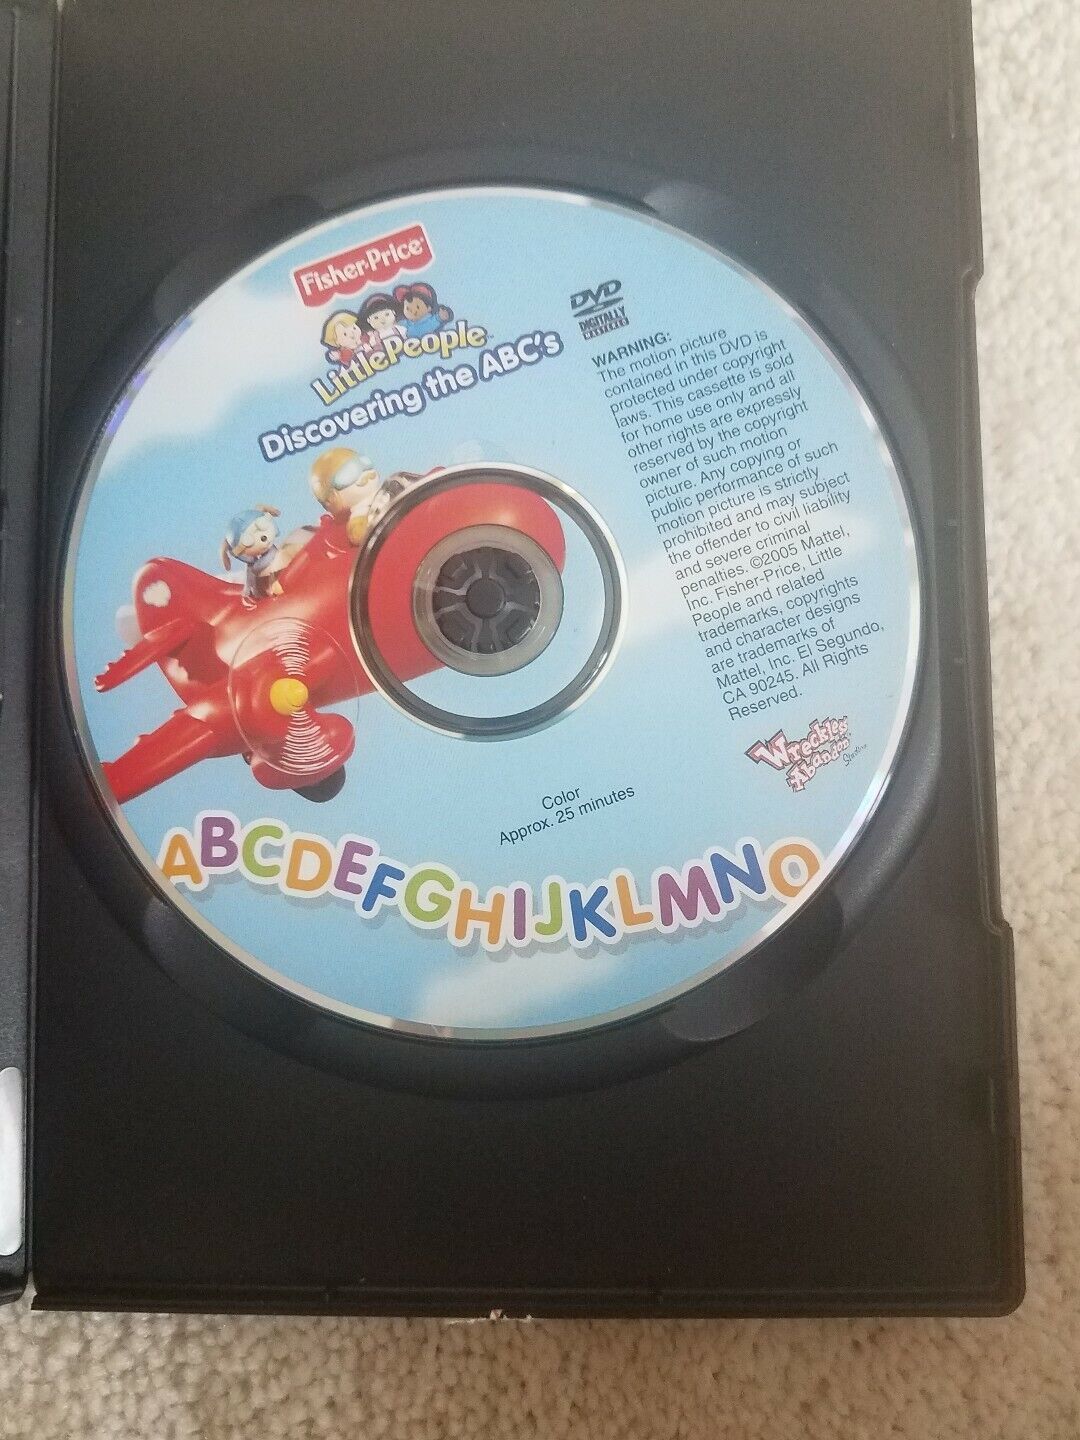 Fisher-Price
Little People
Discovering the ABC's
DVD
DIGITALLY
MASTERED
WARNING:
The motion picture
contained in this DVD is
protected under copyright
laws. This cassette is sold
for home use only and all
other rights are expressly
reserved by the copyright
owner of such motion
picture. Any copying or
public performance of such
motion picture is strictly
prohibited and may subject
the offender to civil liability
and severe criminal
penalties. ©2005 Mattel,
Inc. Fisher-Price, Little
People and related
trademarks, copyrights
and character designs
are trademarks of
Mattel, Inc. El Segundo,
CA 90245. All Rights
Reserved.
Wreckless
Abandon
Studios
Color
Approx. 25 minutes
ABCDEFGHIJKLMNO